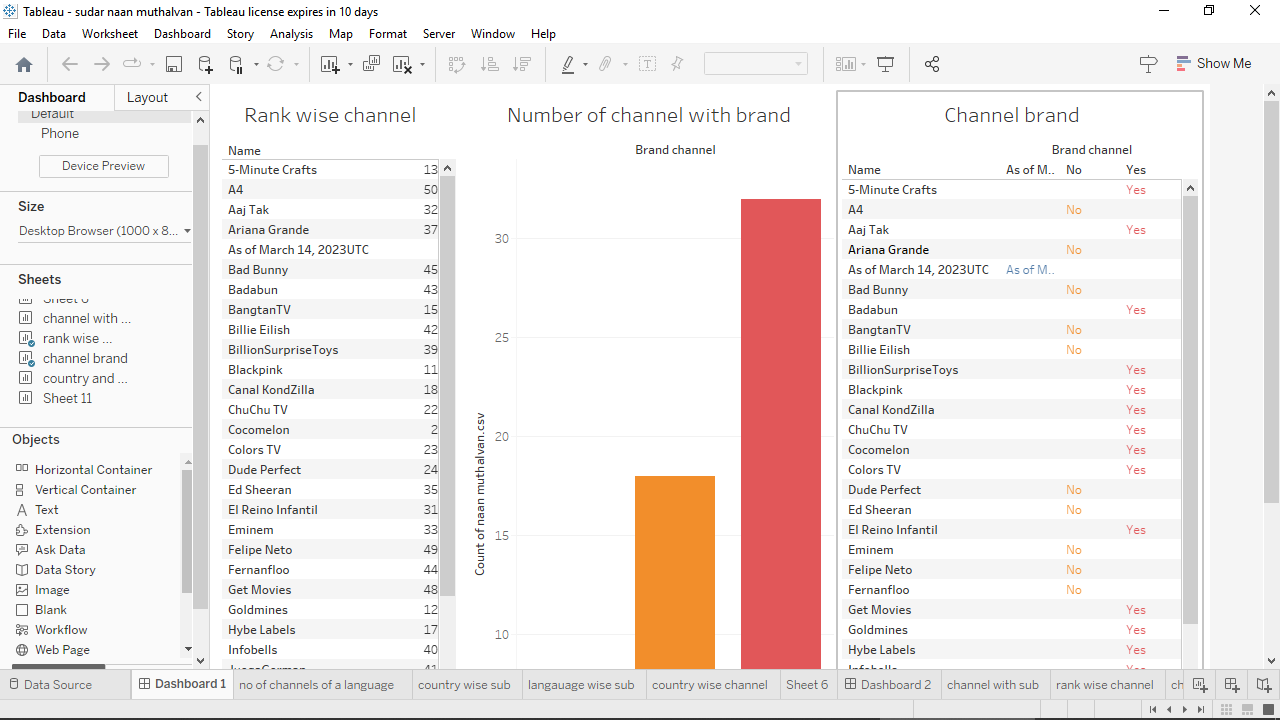 Tableau - sudar naan muthalvan - Tableau license expires in 10 days
File Data Worksheet Dashboard Story Analysis Map Format Server Window Help
Show Me
Dashboard Layout
Default
Phone
Device Preview
Size
Desktop Browser (1000 x 8...
Sheets
Sheet 6
channel with ...
rank wise ...
channel brand
country and ...
Sheet 11
Objects
Horizontal Container
Vertical Container
Text
Extension
Ask Data
Data Story
Image
Blank
Workflow
Web Page
Rank wise channel
Name
5-Minute Crafts 13
A4 50
Aaj Tak 32
Ariana Grande 37
As of March 14, 2023UTC
Bad Bunny 45
Badabun 43
BangtanTV 15
Billie Eilish 42
BillionSurpriseToys 39
Blackpink 11
Canal KondZilla 18
ChuChu TV 22
Cocomelon 2
Colors TV 23
Dude Perfect 24
Ed Sheeran 35
El Reino Infantil 31
Eminem 33
Felipe Neto 49
Fernanfloo 44
Get Movies 48
Goldmines 12
Hybe Labels 17
Infobells 40
JuegaGerman 41
Number of channel with brand
Brand channel
30
25
20
15
10
Count of naan muthalvan.csv
Channel brand
Brand channel
Name As of M.. No Yes
5-Minute Crafts Yes
A4 No
Aaj Tak Yes
Ariana Grande No
As of March 14, 2023UTC As of M..
Bad Bunny No
Badabun Yes
BangtanTV No
Billie Eilish No
BillionSurpriseToys Yes
Blackpink Yes
Canal KondZilla Yes
ChuChu TV Yes
Cocomelon Yes
Colors TV Yes
Dude Perfect No
Ed Sheeran No
El Reino Infantil Yes
Eminem No
Felipe Neto No
Fernanfloo No
Get Movies Yes
Goldmines Yes
Hybe Labels Yes
Infobells Yes
Data Source Dashboard 1 no of channels of a language country wise sub langauage wise sub country wise channel Sheet 6 Dashboard 2 channel with sub rank wise channel ch